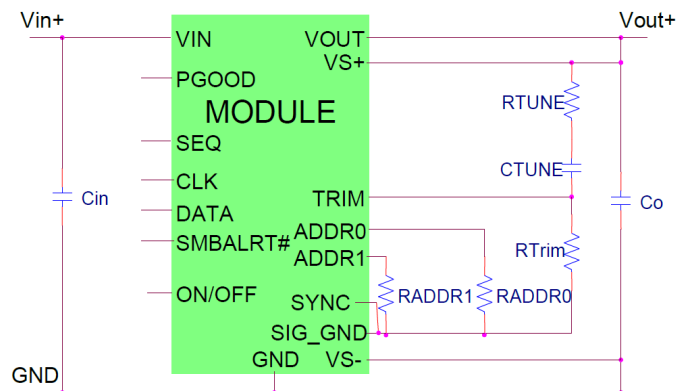 Vin+
Vout+
VIN
VOUT
VS+
PGOOD
MODULE
RTUNE
SEQ
CTUNE
CLK
TRIM
Cin
Co
DATA
ADDR0
SMBALRT#
RTrim
ADDR1
ON/OFF
RADDR1
RADDR0
SYNC
SIG_GND
GND
VS-
GND